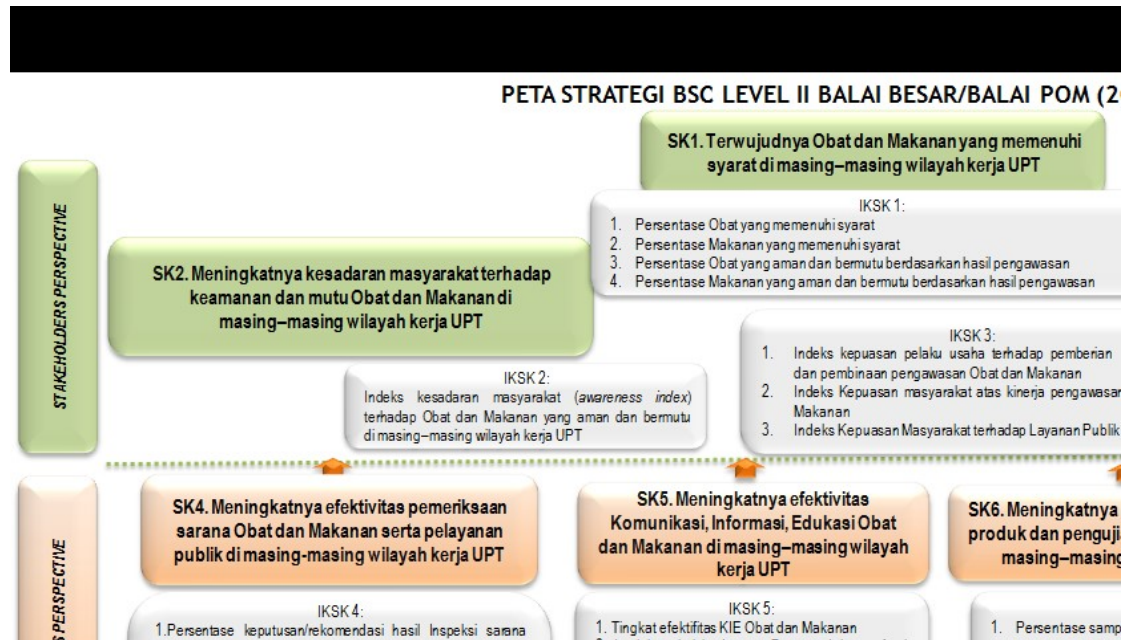 PETA STRATEGI BSC LEVEL II BALAI BESAR/BALAI POM (2
SK1. Terwujudnya Obat dan Makanan yang memenuhi
syarat di masing–masing wilayah kerja UPT
IKSK 1:
1. Persentase Obat yang memenuhi syarat
2. Persentase Makanan yang memenuhi syarat
3. Persentase Obat yang aman dan bermutu berdasarkan hasil pengawasan
4. Persentase Makanan yang aman dan bermutu berdasarkan hasil pengawasan
STAKEHOLDERS PERSPECTIVE
SK2. Meningkatnya kesadaran masyarakat terhadap
keamanan dan mutu Obat dan Makanan di
masing–masing wilayah kerja UPT
IKSK 2:
Indeks kesadaran masyarakat (awareness index)
terhadap Obat dan Makanan yang aman dan bermutu
di masing–masing wilayah kerja UPT
IKSK 3:
1. Indeks kepuasan pelaku usaha terhadap pemberian
dan pembinaan pengawasan Obat dan Makanan
2. Indeks Kepuasan masyarakat atas kinerja pengawasan
Makanan
3. Indeks Kepuasan Masyarakat terhadap Layanan Publik
S PERSPECTIVE
SK4. Meningkatnya efektivitas pemeriksaan
sarana Obat dan Makanan serta pelayanan
publik di masing-masing wilayah kerja UPT
IKSK 4:
1.Persentase keputusan/rekomendasi hasil Inspeksi sarana
SK5. Meningkatnya efektivitas
Komunikasi, Informasi, Edukasi Obat
dan Makanan di masing–masing wilayah
kerja UPT
IKSK 5:
1. Tingkat efektifitas KIE Obat dan Makanan
SK6. Meningkatnya
produk dan penguji
masing–masing
1. Persentase samp